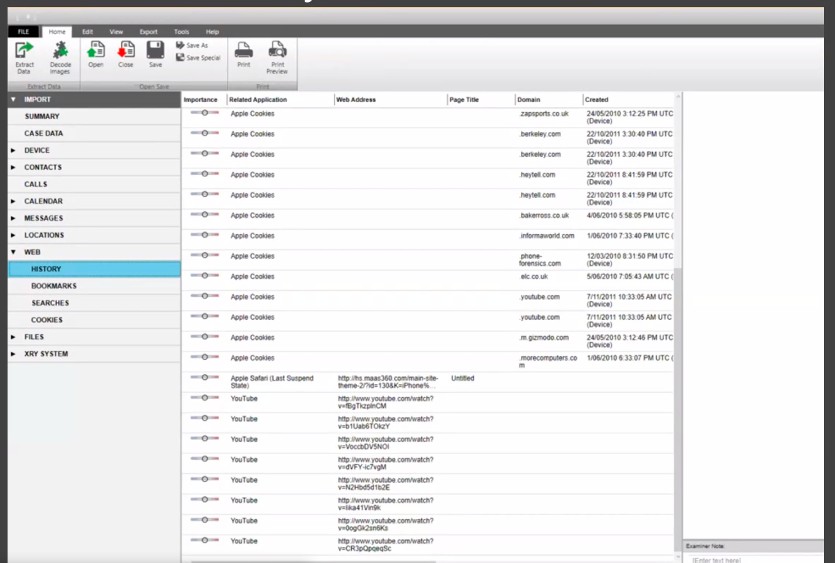 FILE Home Edit View Export Tools Help
Extract Data
Decode Images
Open
Close
Save
Save As
Save Special
Print
Print Preview
Extract Data Open Save Print
IMPORT
SUMMARY
CASE DATA
DEVICE
CONTACTS
CALLS
CALENDAR
MESSAGES
LOCATIONS
WEB
HISTORY
BOOKMARKS
SEARCHES
COOKIES
FILES
XRY SYSTEM
Importance Related Application Web Address Page Title Domain Created
Apple Cookies .zapsports.co.uk 24/05/2010 3:12:25 PM UTC
(Device)
Apple Cookies .berkeley.com 22/10/2011 3:30:40 PM UTC
(Device)
Apple Cookies .berkeley.com 22/10/2011 3:30:40 PM UTC
(Device)
Apple Cookies .heytell.com 22/10/2011 8:41:59 PM UTC
(Device)
Apple Cookies .heytell.com 22/10/2011 8:41:59 PM UTC
(Device)
Apple Cookies .bakerross.co.uk 4/06/2010 5:58:05 PM UTC (
Apple Cookies .informaworld.com 1/06/2010 7:33:40 PM UTC (
Apple Cookies .phone- 12/03/2010 8:31:50 PM UTC
forensics.com (Device)
Apple Cookies .elc.co.uk 5/06/2010 7:05:43 AM UTC (
Apple Cookies .youtube.com 7/11/2011 10:33:05 AM UTC
(Device)
Apple Cookies .youtube.com 7/11/2011 10:33:05 AM UTC
(Device)
Apple Cookies .m.gizmodo.com 24/05/2010 3:12:46 PM UTC
(Device)
Apple Cookies .morecomputers.co 1/06/2010 6:33:07 PM UTC (
m
Apple Safari (Last Suspend http://hs.maas360.com/main-site- Untitled
State) theme-2/?id=130&K=iPhone%...
YouTube http://www.youtube.com/watch?
v=fBgTkzpInCM
YouTube http://www.youtube.com/watch?
v=b1Uab6TOkzY
YouTube http://www.youtube.com/watch?
v=VoccbDV5NOI
YouTube http://www.youtube.com/watch?
v=dVFY-ic7vgM
YouTube http://www.youtube.com/watch?
v=N2Hbd5d1b2E
YouTube http://www.youtube.com/watch?
v=Iika41Vin9k
YouTube http://www.youtube.com/watch?
v=0ogGk2sn6Ks
YouTube http://www.youtube.com/watch?
v=CR3pQpqeqSc
Examiner Note:
(Enter text here)